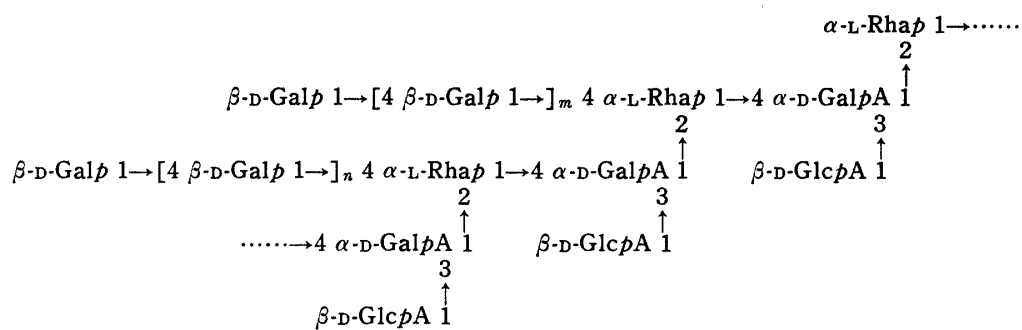 α-L-Rhap 1→······
2
↑
β-D-Galp 1→[4 β-D-Galp 1→]m 4 α-L-Rhap 1→4 α-D-GalpA 1
2 3
↑ ↑
β-D-Galp 1→[4 β-D-Galp 1→]n 4 α-L-Rhap 1→4 α-D-GalpA 1 β-D-GlcpA 1
2 3
↑ ↑
······→4 α-D-GalpA 1 β-D-GlcpA 1
3
↑
β-D-GlcpA 1